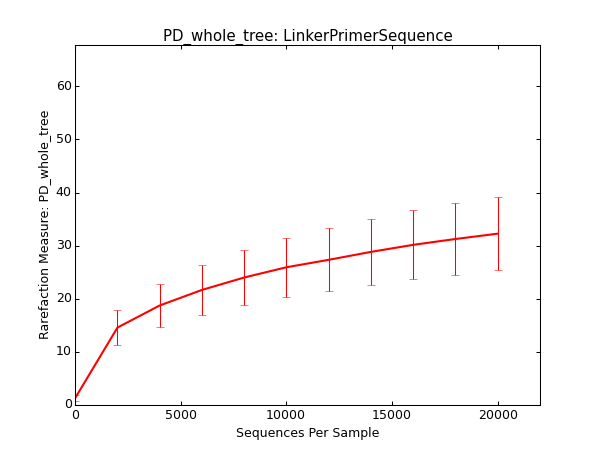 PD_whole_tree: LinkerPrimerSequence
Rarefaction Measure: PD_whole_tree
60
50
40
30
20
10
0
0 5000 10000 15000 20000
Sequences Per Sample